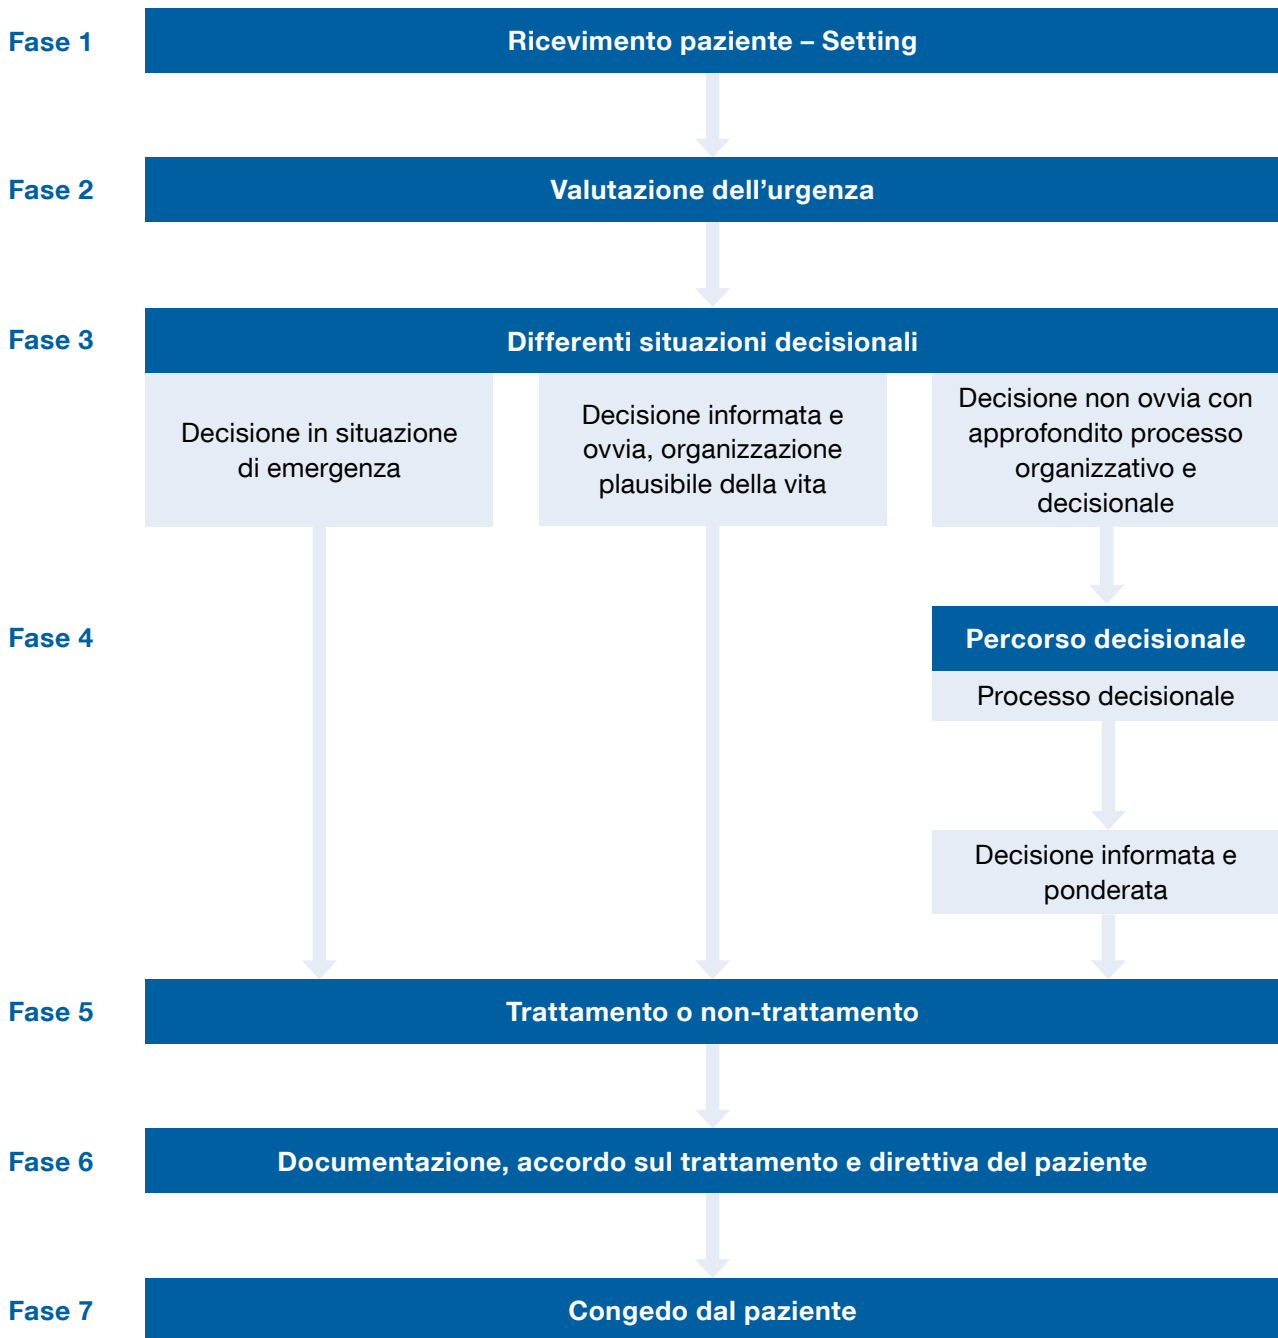 Fase 1
Ricevimento paziente – Setting
Fase 2
Valutazione dell’urgenza
Fase 3
Differenti situazioni decisionali
Decisione in situazione
di emergenza
Decisione informata e
ovvia, organizzazione
plausibile della vita
Decisione non ovvia con
approfondito processo
organizzativo e
decisionale
Fase 4
Percorso decisionale
Processo decisionale
Decisione informata e
ponderata
Fase 5
Trattamento o non-trattamento
Fase 6
Documentazione, accordo sul trattamento e direttiva del paziente
Fase 7
Congedo dal paziente